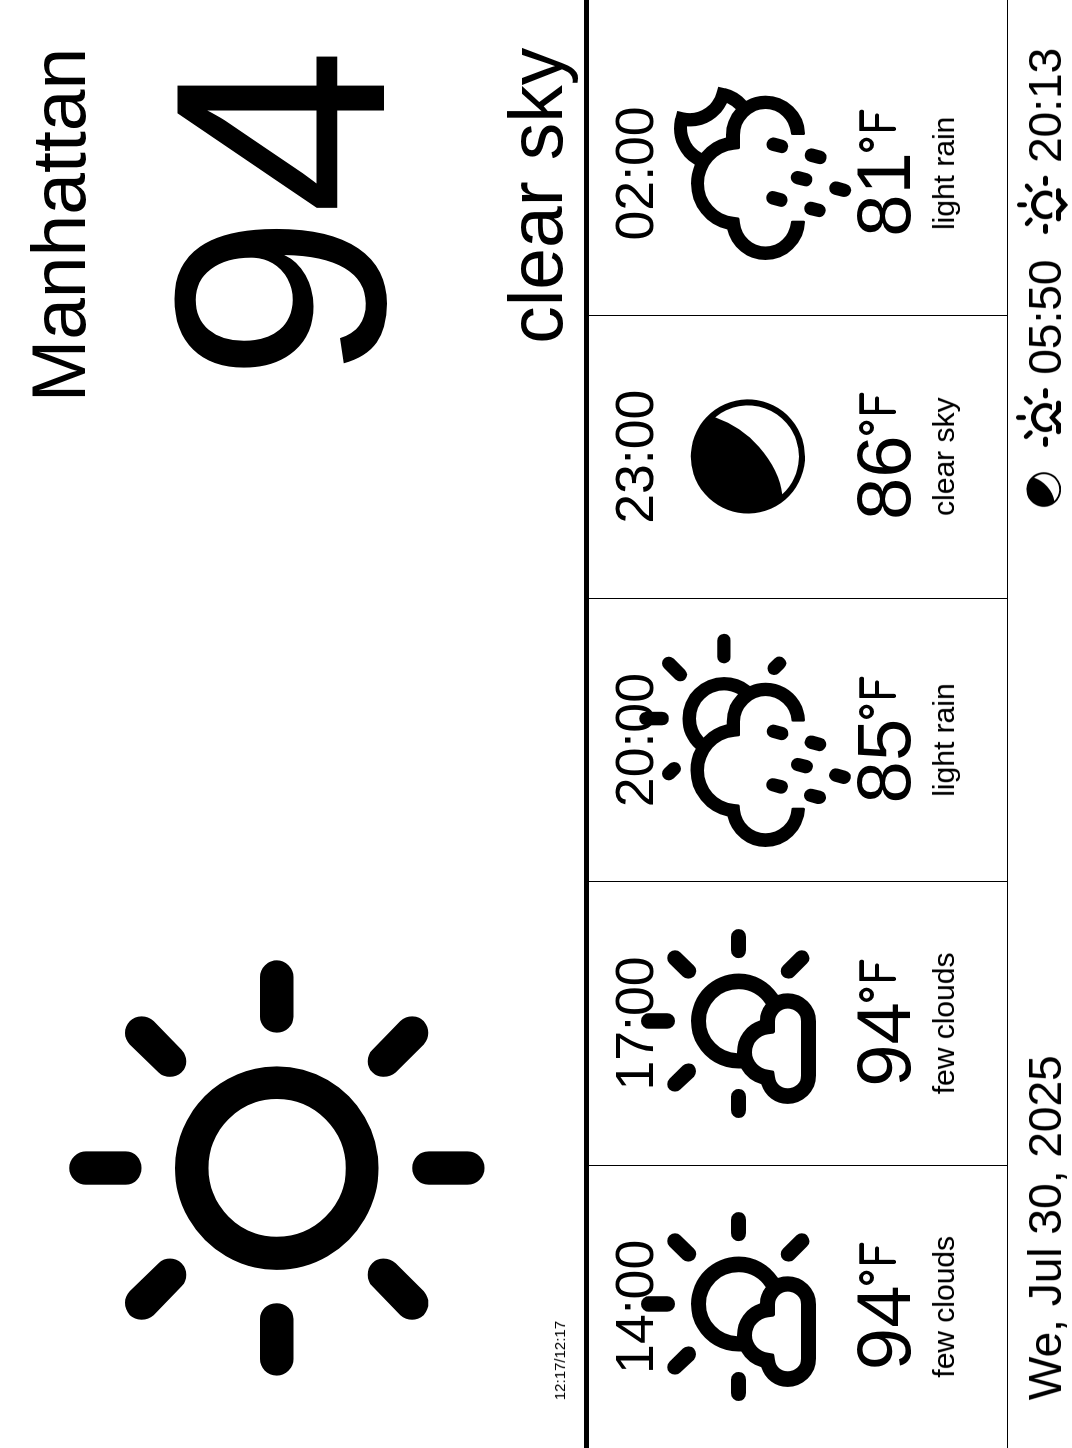 Manhattan
94
clear sky
12:17/12:17
14:00 17:00 20:00 23:00 02:00
94°F 94°F 85°F 86°F 81°F
few clouds few clouds light rain clear sky light rain
We, Jul 30, 2025 05:50 20:13